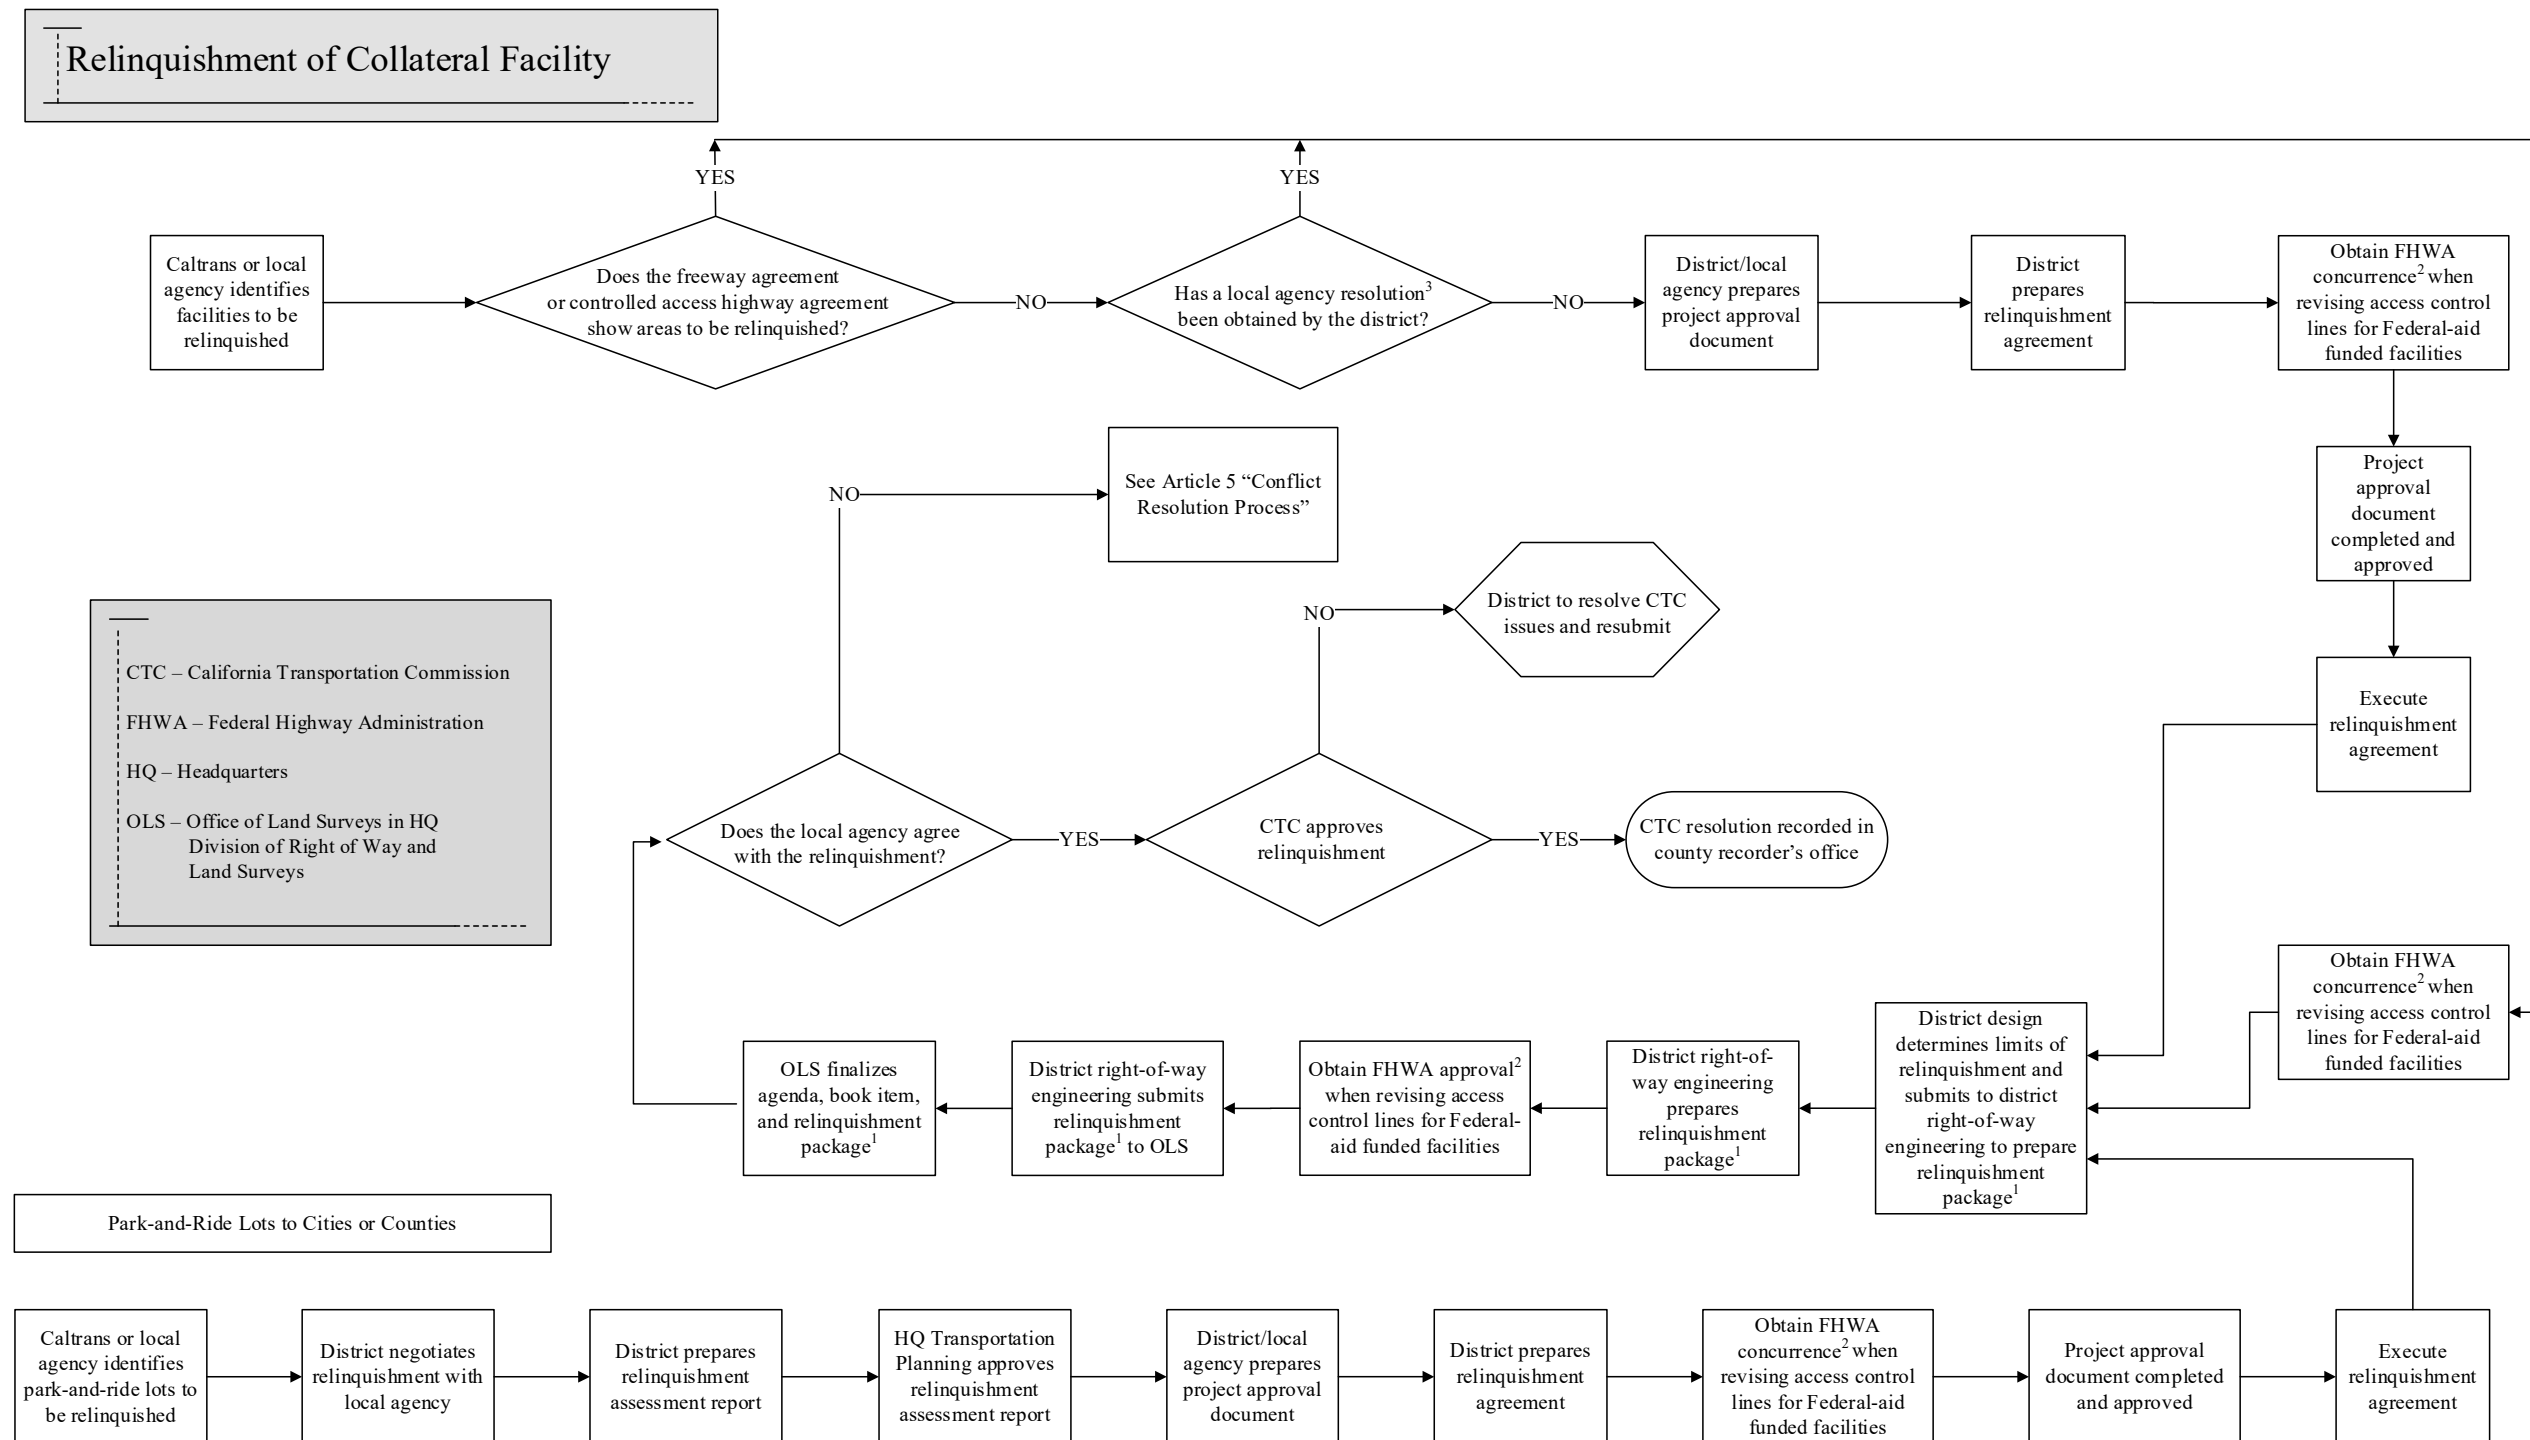 Relinquishment of Collateral Facility
YES
YES
Caltrans or local
agency identifies
facilities to be
relinquished
Does the freeway agreement
or controlled access highway agreement
show areas to be relinquished?
NO
Has a local agency resolution3
been obtained by the district?
NO
District/local
agency prepares
project approval
document
District
prepares
relinquishment
agreement
Obtain FHWA
concurrence2 when
revising access control
lines for Federal-aid
funded facilities
Project
approval
document
completed and
approved
Execute
relinquishment
agreement
NO
See Article 5 “Conflict
Resolution Process”
NO
District to resolve CTC
issues and resubmit
CTC – California Transportation Commission
FHWA – Federal Highway Administration
HQ – Headquarters
OLS – Office of Land Surveys in HQ
Division of Right of Way and
Land Surveys
Does the local agency agree
with the relinquishment?
YES
CTC approves
relinquishment
YES
CTC resolution recorded in
county recorder’s office
Obtain FHWA
concurrence2 when
revising access control
lines for Federal-aid
funded facilities
District design
determines limits of
relinquishment and
submits to district
right-of-way
engineering to prepare
relinquishment
package1
District right-of-
way engineering
prepares
relinquishment
package1
Obtain FHWA approval2
when revising access
control lines for Federal-
aid funded facilities
District right-of-way
engineering submits
relinquishment
package1 to OLS
OLS finalizes
agenda, book item,
and relinquishment
package1
Park-and-Ride Lots to Cities or Counties
Caltrans or local
agency identifies
park-and-ride lots to
be relinquished
District negotiates
relinquishment with
local agency
District prepares
relinquishment
assessment report
HQ Transportation
Planning approves
relinquishment
assessment report
District/local
agency prepares
project approval
document
District prepares
relinquishment
agreement
Obtain FHWA
concurrence2 when
revising access control
lines for Federal-aid
funded facilities
Project approval
document completed
and approved
Execute
relinquishment
agreement